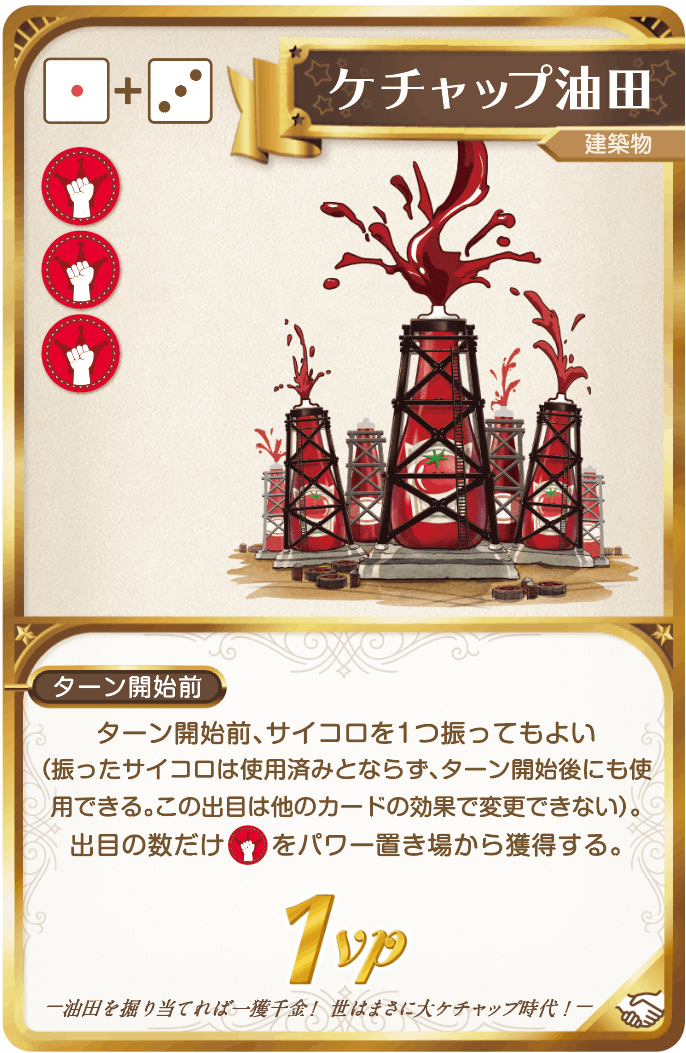 ケチャップ油田
建築物
ターン開始前
ターン開始前、サイコロを1つ振ってもよい
(振ったサイコロは使用済みとならず、ターン開始後にも使
用できる。この出目は他のカードの効果で変更できない)。
出目の数だけをパワー置き場から獲得する。
1vp
―油田を掘り当てれば一獲千金! 世はまさに大ケチャップ時代!―